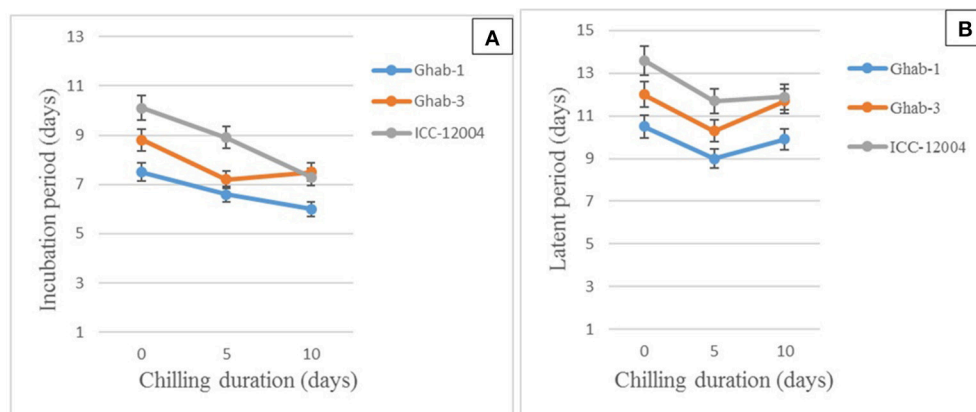 A
13
11
9
7
5
3
1
0 5 10
Incubation period (days)
Chilling duration (days)
Ghab-1
Ghab-3
ICC-12004
B
15
13
11
9
7
5
3
1
0 5 10
Latent period (days)
Chilling duration (days)
Ghab-1
Ghab-3
ICC-12004